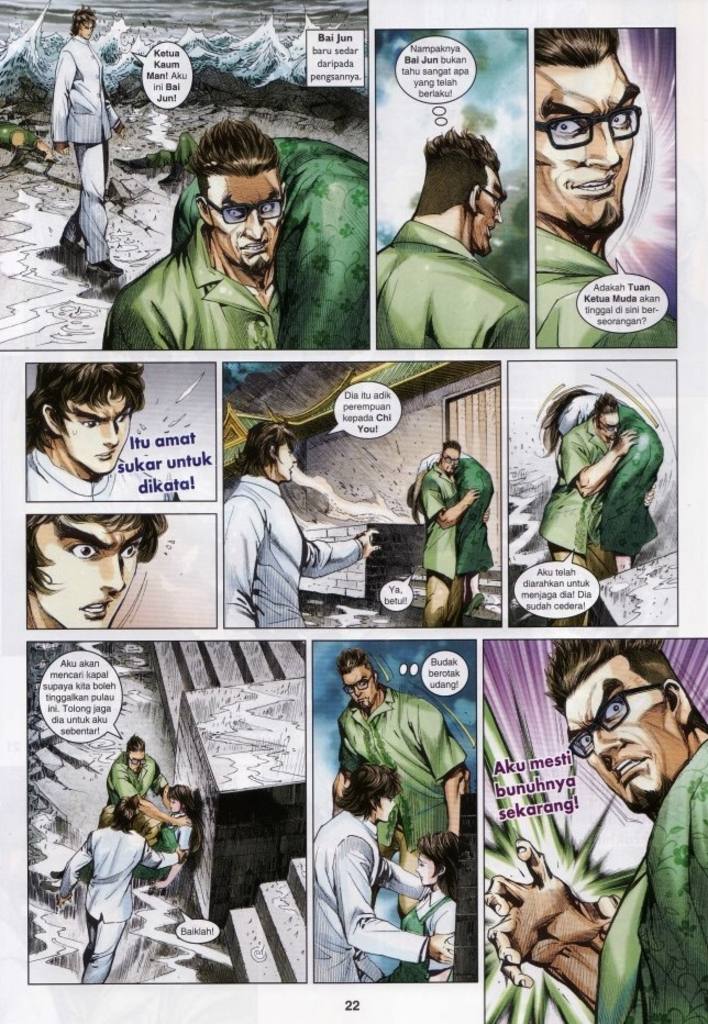 Ketua
Kaum
Man! Aku
ini Bai
Jun!
Bai Jun
baru sedar
daripada
pengsannya.
Nampaknya
Bai Jun bukan
tahu sangat apa
yang telah
berlaku!
Adakah Tuan
Ketua Muda akan
tinggal di sini ber-
seorangan?
Itu amat
sukar untuk
dikata!
Dia itu adik
perempuan
kepada Chi
You!
Ya,
betul!
Aku telah
diarahkan untuk
menjaga dia! Dia
sudah cedera!
Aku akan
mencari kapal
supaya kita boleh
tinggalkan pulau
ini. Tolong jaga
dia untuk aku
sebentar!
Baiklah!
Budak
berotak
udang!
Aku mesti
bunuhnya
sekarang!
22